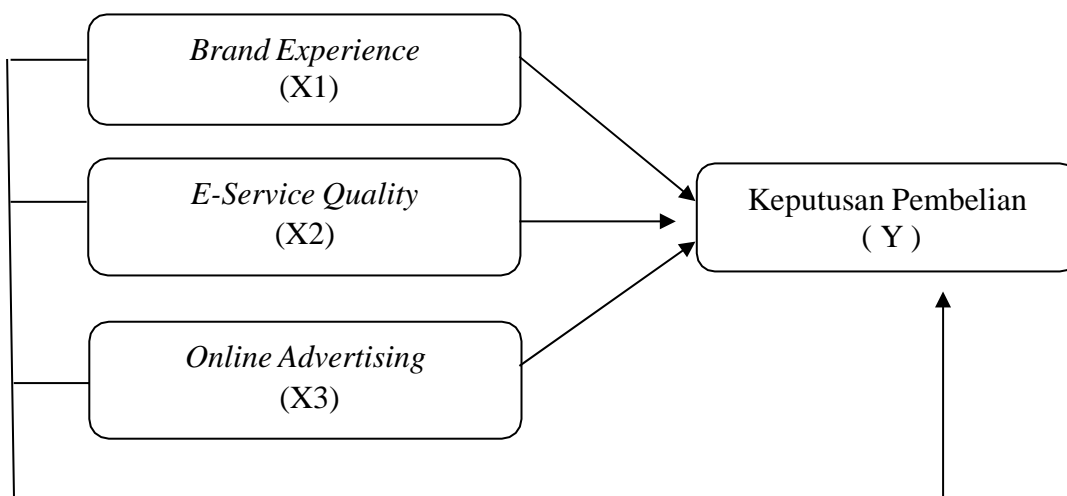 Brand Experience
(X1)
E-Service Quality
(X2)
Keputusan Pembelian
( Y )
Online Advertising
(X3)